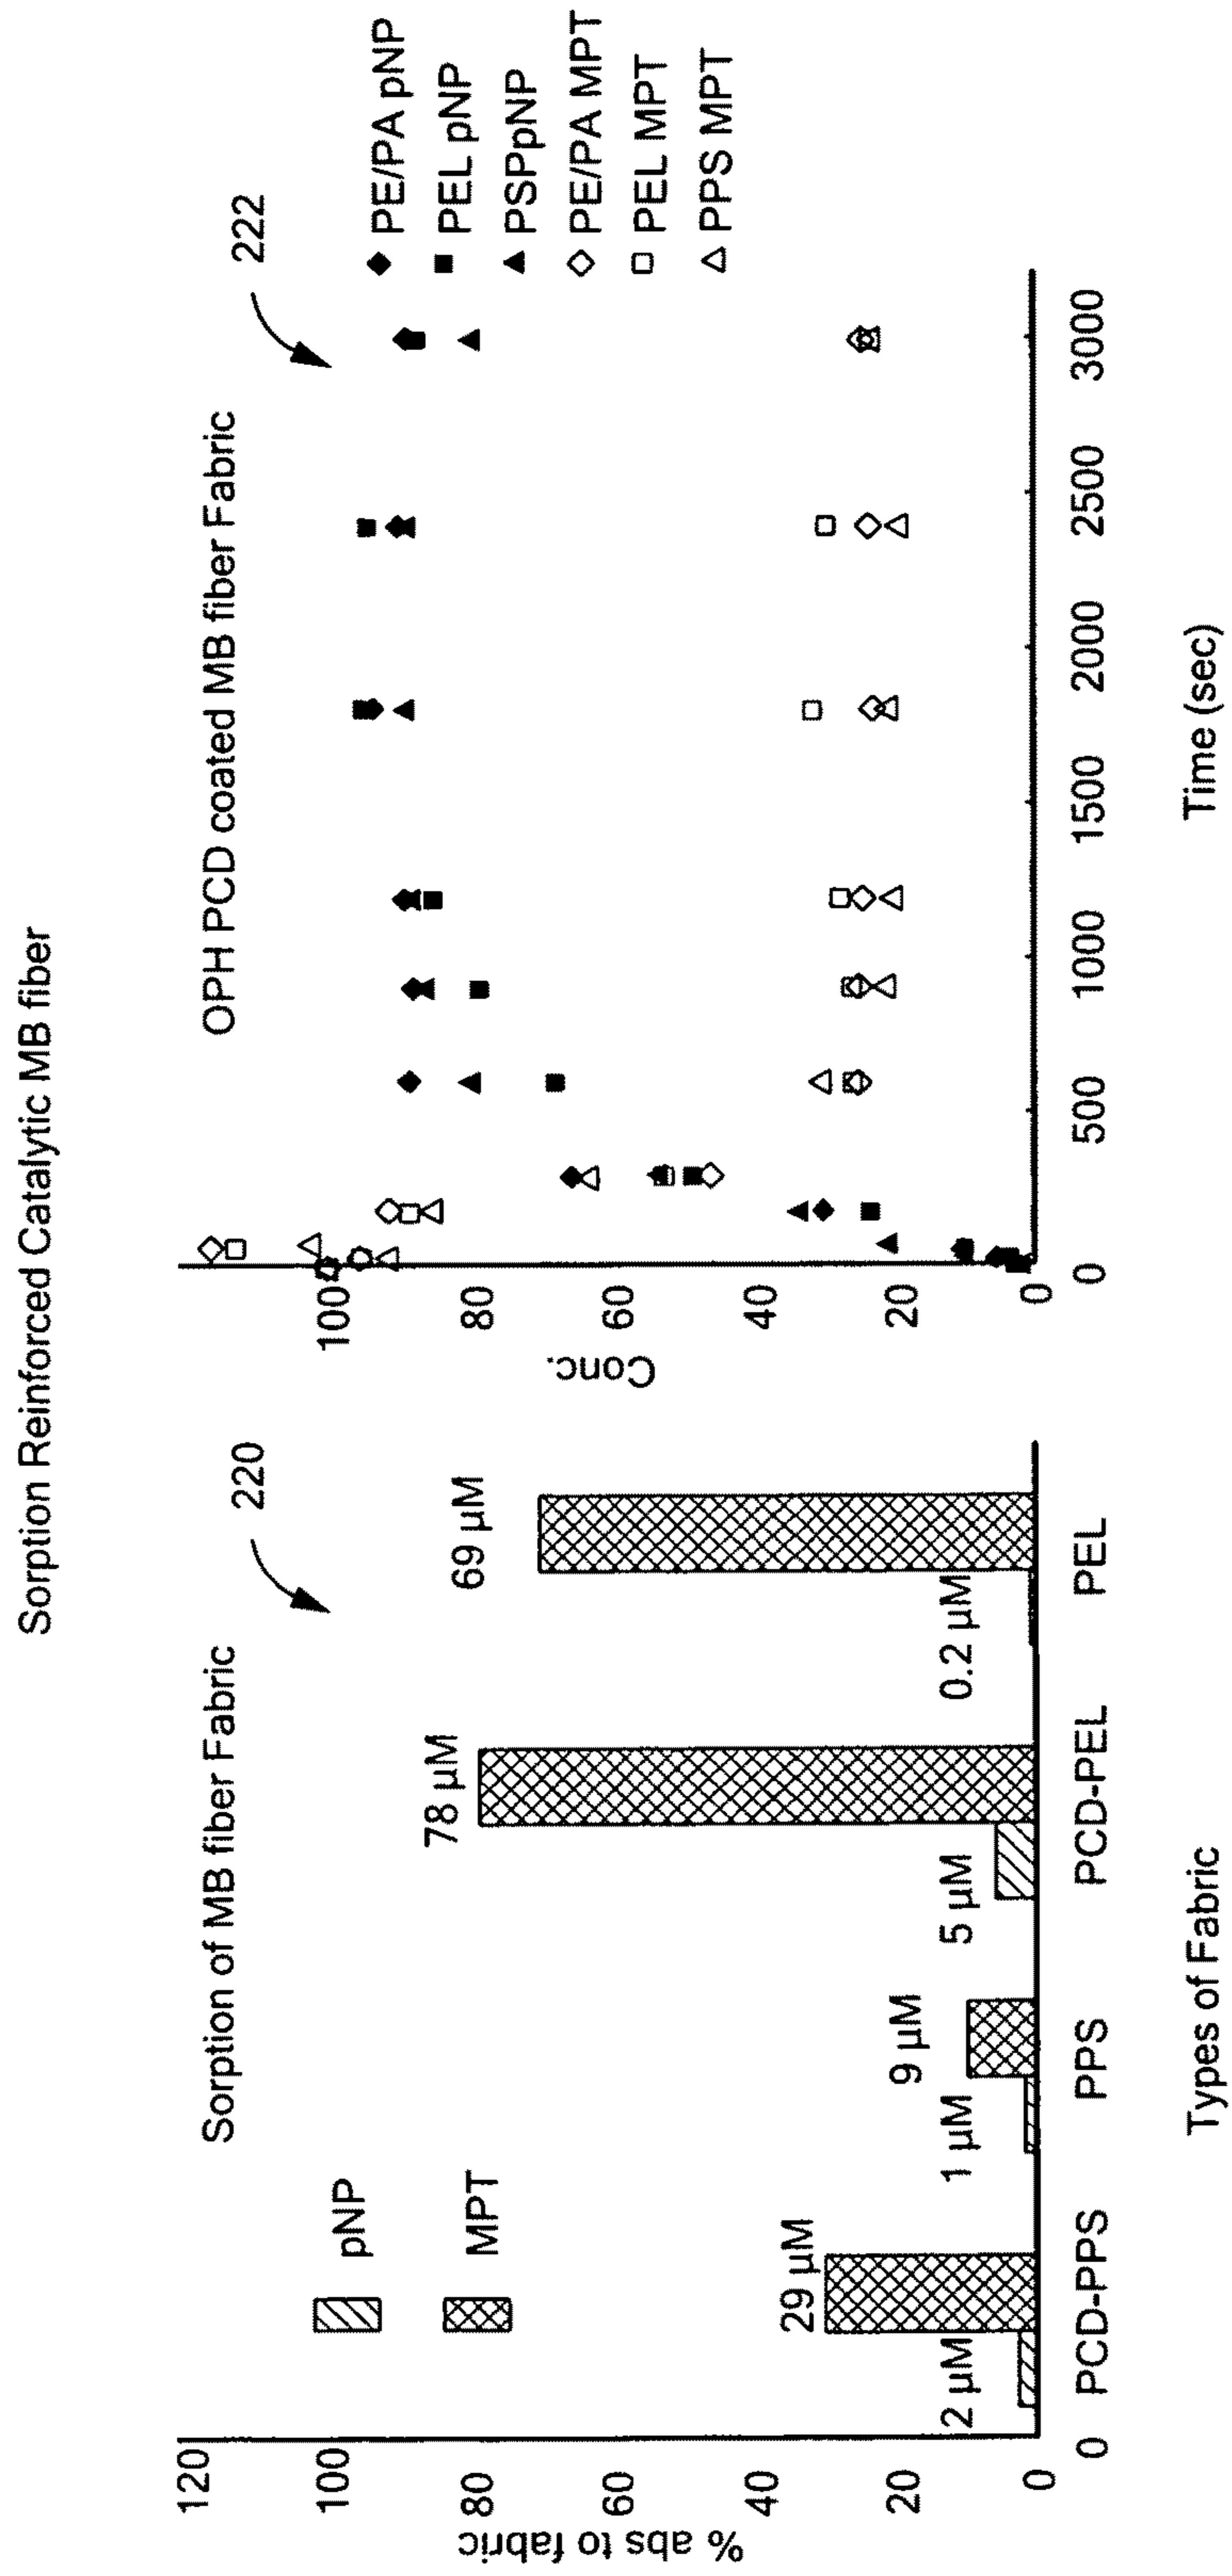 Sorption Reinforced Catalytic MB fiber
Sorption of MB fiber Fabric
220
pNP
MPT
% abs to fabric
120
100
80
60
40
20
0
2 µM
29 µM
1 µM
9 µM
5 µM
78 µM
0.2 µM
69 µM
0
PCD-PPS
PPS
PCD-PEL
PEL
Types of Fabric
OPH PCD coated MB fiber Fabric
222
Conc.
100
80
60
40
20
0
0
500
1000
1500
2000
2500
3000
Time (sec)
PE/PA pNP
PEL pNP
PSPpNP
PE/PA MPT
PEL MPT
PPS MPT